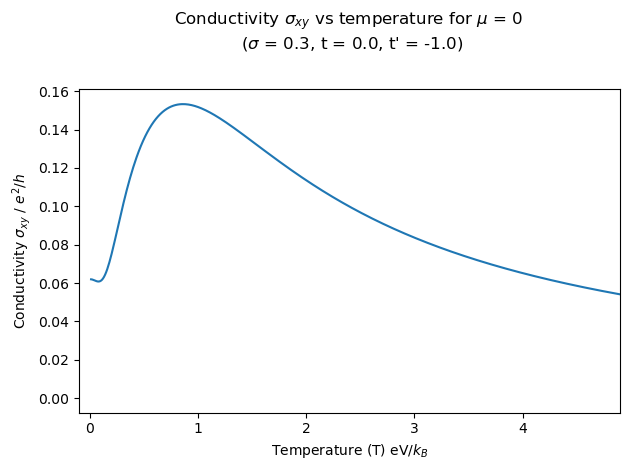 Conductivity σ_xy vs temperature for μ = 0
(σ = 0.3, t = 0.0, t' = -1.0)
0.16
0.14
0.12
0.10
0.08
0.06
0.04
0.02
0.00
Conductivity σ_xy / e²/h
0 1 2 3 4
Temperature (T) eV/k_B